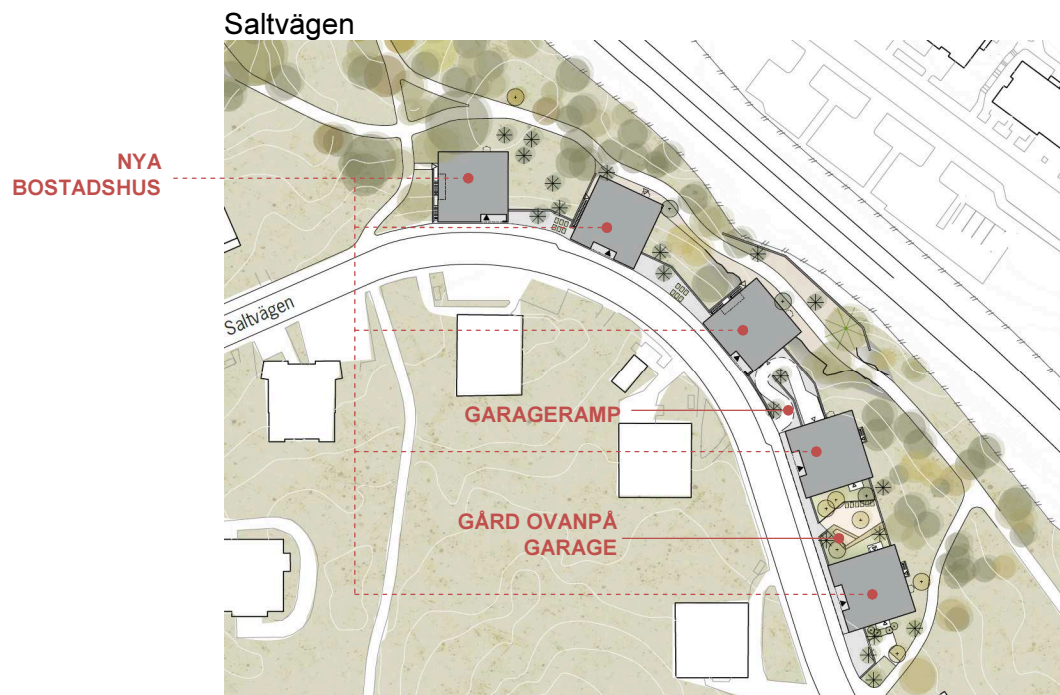 Saltvägen
NYA
BOSTADSHUS
Saltvägen
GARAGERAMP
GÅRD OVANPÅ
GARAGE